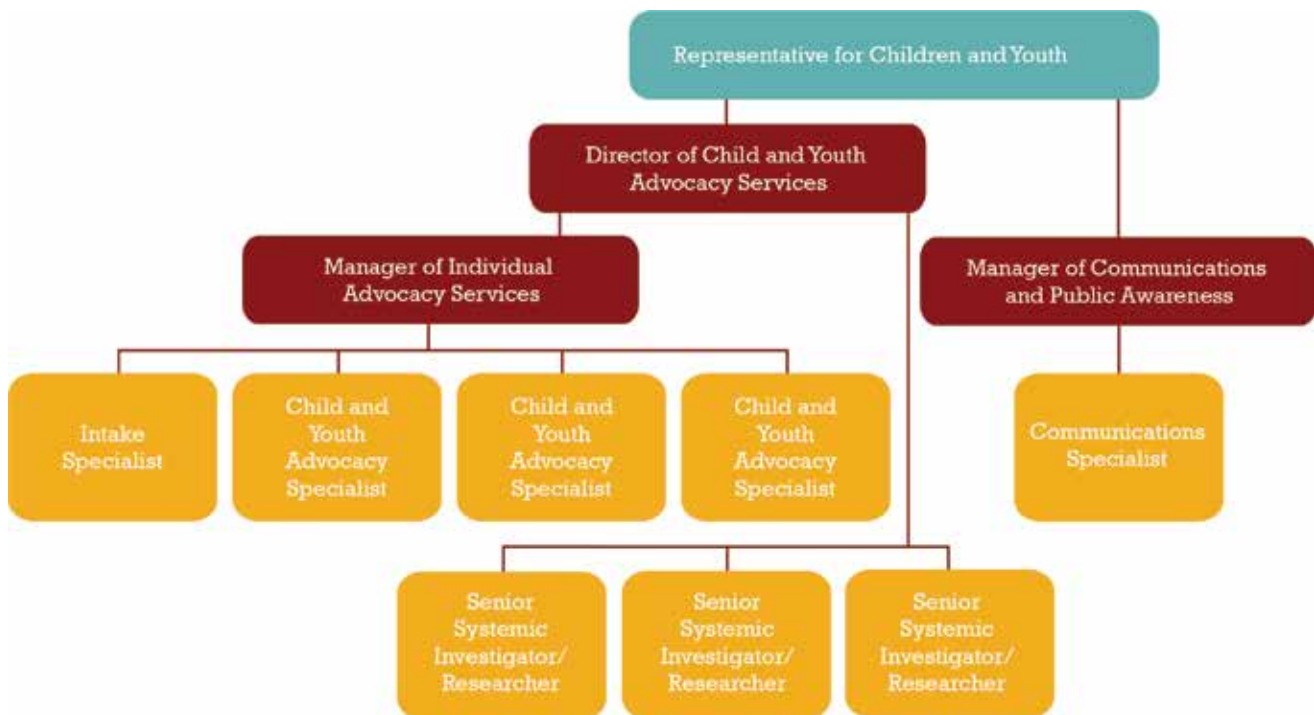 Representative for Children and Youth
Director of Child and Youth
Advocacy Services
Manager of Individual
Advocacy Services
Manager of Communications
and Public Awareness
Intake
Specialist
Child and
Youth
Advocacy
Specialist
Child and
Youth
Advocacy
Specialist
Child and
Youth
Advocacy
Specialist
Communications
Specialist
Senior
Systemic
Investigator/
Researcher
Senior
Systemic
Investigator/
Researcher
Senior
Systemic
Investigator/
Researcher